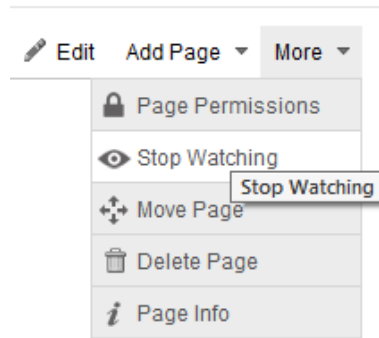 Edit Add Page More
Page Permissions
Stop Watching
Stop Watching
Move Page
Delete Page
Page Info